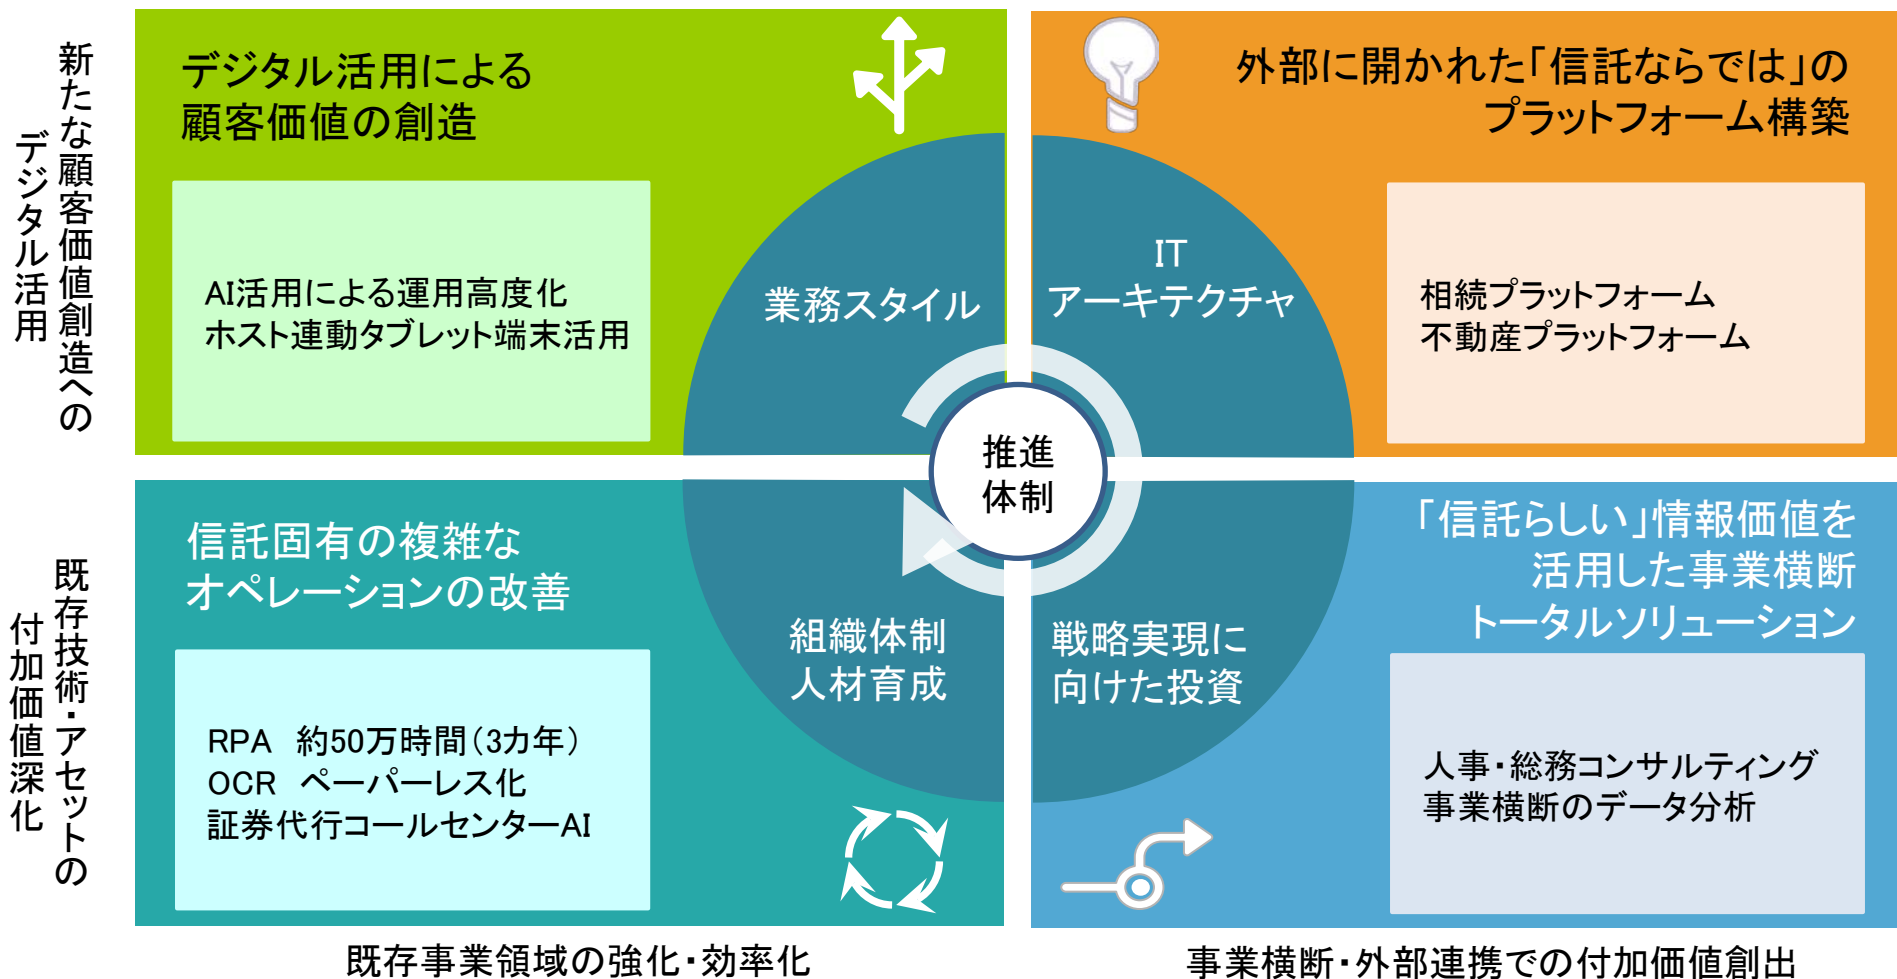 新たな顧客価値創造への
デジタル活用
デジタル活用による
顧客価値の創造
AI活用による運用高度化
ホスト連動タブレット端末活用
業務スタイル
外部に開かれた「信託ならでは」の
プラットフォーム構築
IT
アーキテクチャ
相続プラットフォーム
不動産プラットフォーム
推進
体制
既存技術・アセットの
付加価値深化
信託固有の複雑な
オペレーションの改善
RPA　約50万時間（3カ年）
OCR　ペーパーレス化
証券代行コールセンターAI
組織体制
人材育成
「信託らしい」情報価値を
活用した事業横断
トータルソリューション
戦略実現に
向けた投資
人事・総務コンサルティング
事業横断のデータ分析
既存事業領域の強化・効率化
事業横断・外部連携での付加価値創出